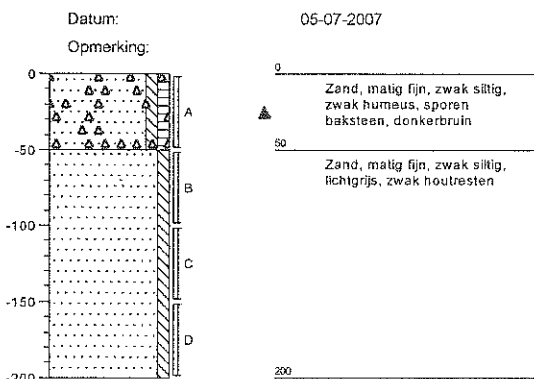 Datum: 05-07-2007
Opmerking:
0
-50
-100
-150
-200
A
B
C
D
0
Zand, matig fijn, zwak siltig,
zwak humeus, sporen
baksteen, donkerbruin
50
Zand, matig fijn, zwak siltig,
lichtgrijs, zwak houtresten
200